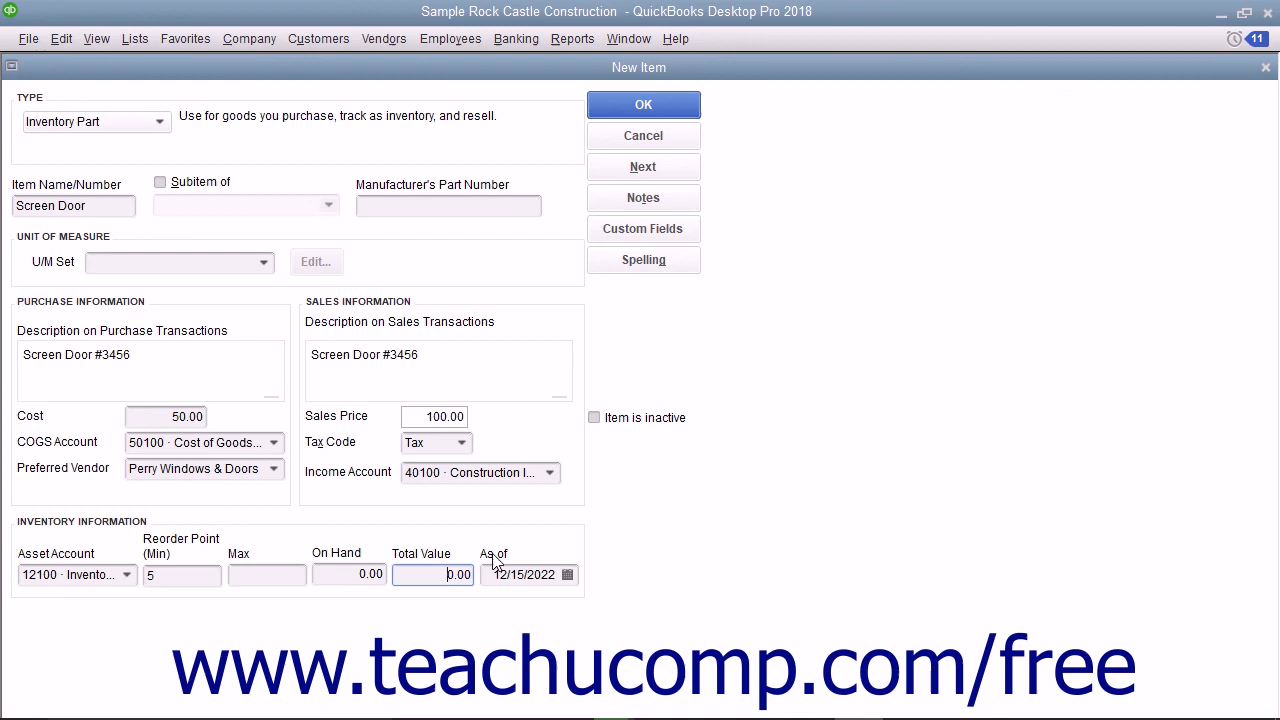 qb
Sample Rock Castle Construction - QuickBooks Desktop Pro 2018
File Edit View Lists Favorites Company Customers Vendors Employees Banking Reports Window Help 11
New Item
TYPE
Inventory Part
Use for goods you purchase, track as inventory, and resell.
OK
Cancel
Next
Notes
Custom Fields
Spelling
Item Name/Number
Subitem of
Manufacturer's Part Number
Screen Door
UNIT OF MEASURE
U/M Set
Edit...
PURCHASE INFORMATION
Description on Purchase Transactions
Screen Door #3456
Cost 50.00
COGS Account 50100 · Cost of Goods...
Preferred Vendor Perry Windows & Doors
SALES INFORMATION
Description on Sales Transactions
Screen Door #3456
Sales Price 100.00
Tax Code Tax
Income Account 40100 · Construction I...
Item is inactive
INVENTORY INFORMATION
Asset Account
Reorder Point
(Min)
Max
On Hand
Total Value
As of
12100 · Invento... 5 0.00 0.00 12/15/2022
www.teachucomp.com/free